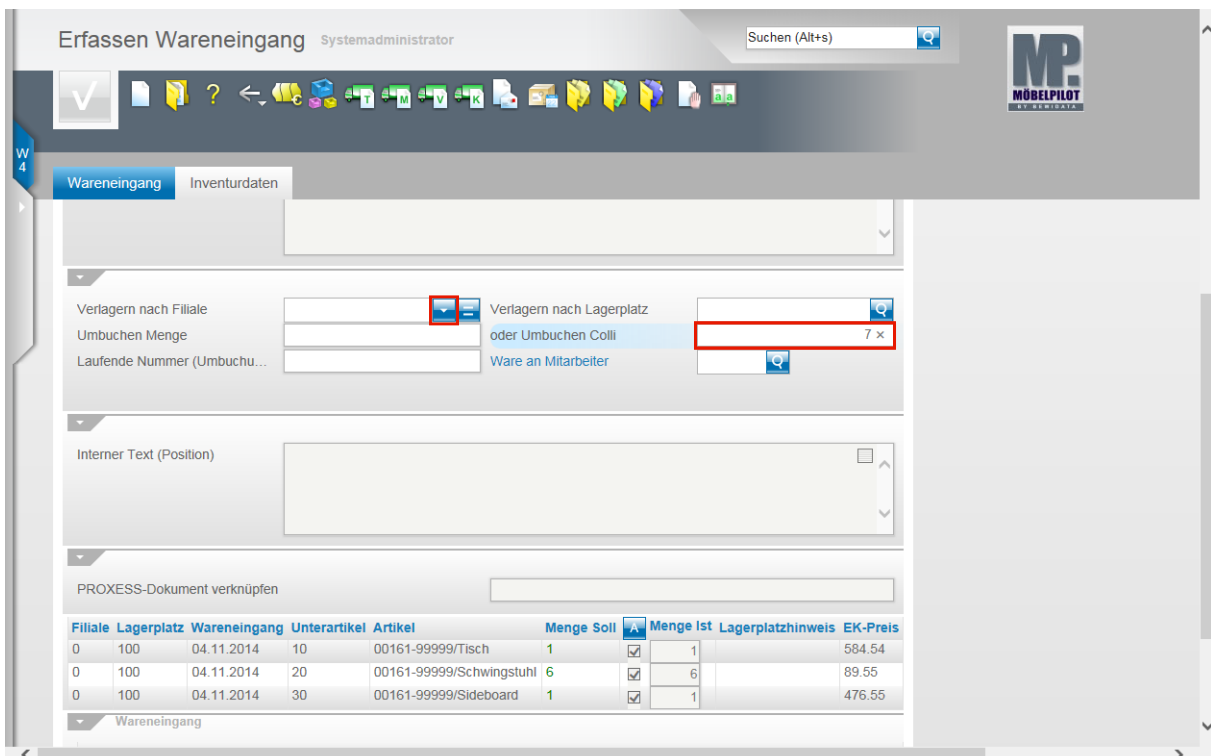 Erfassen Wareneingang Systemadministrator Suchen (Alt+s)
MP.
MÖBELPILOT
BY BEMIDATA
? T M V K aa
W
4
Wareneingang Inventurdaten
Verlagern nach Filiale Verlagern nach Lagerplatz
Umbuchen Menge oder Umbuchen Colli 7 ×
Laufende Nummer (Umbuchu... Ware an Mitarbeiter
Interner Text (Position)
PROXESS-Dokument verknüpfen
Filiale Lagerplatz Wareneingang Unterartikel Artikel Menge Soll A Menge Ist Lagerplatzhinweis EK-Preis
0 100 04.11.2014 10 00161-99999/Tisch 1 1 584.54
0 100 04.11.2014 20 00161-99999/Schwingstuhl 6 6 89.55
0 100 04.11.2014 30 00161-99999/Sideboard 1 1 476.55
Wareneingang